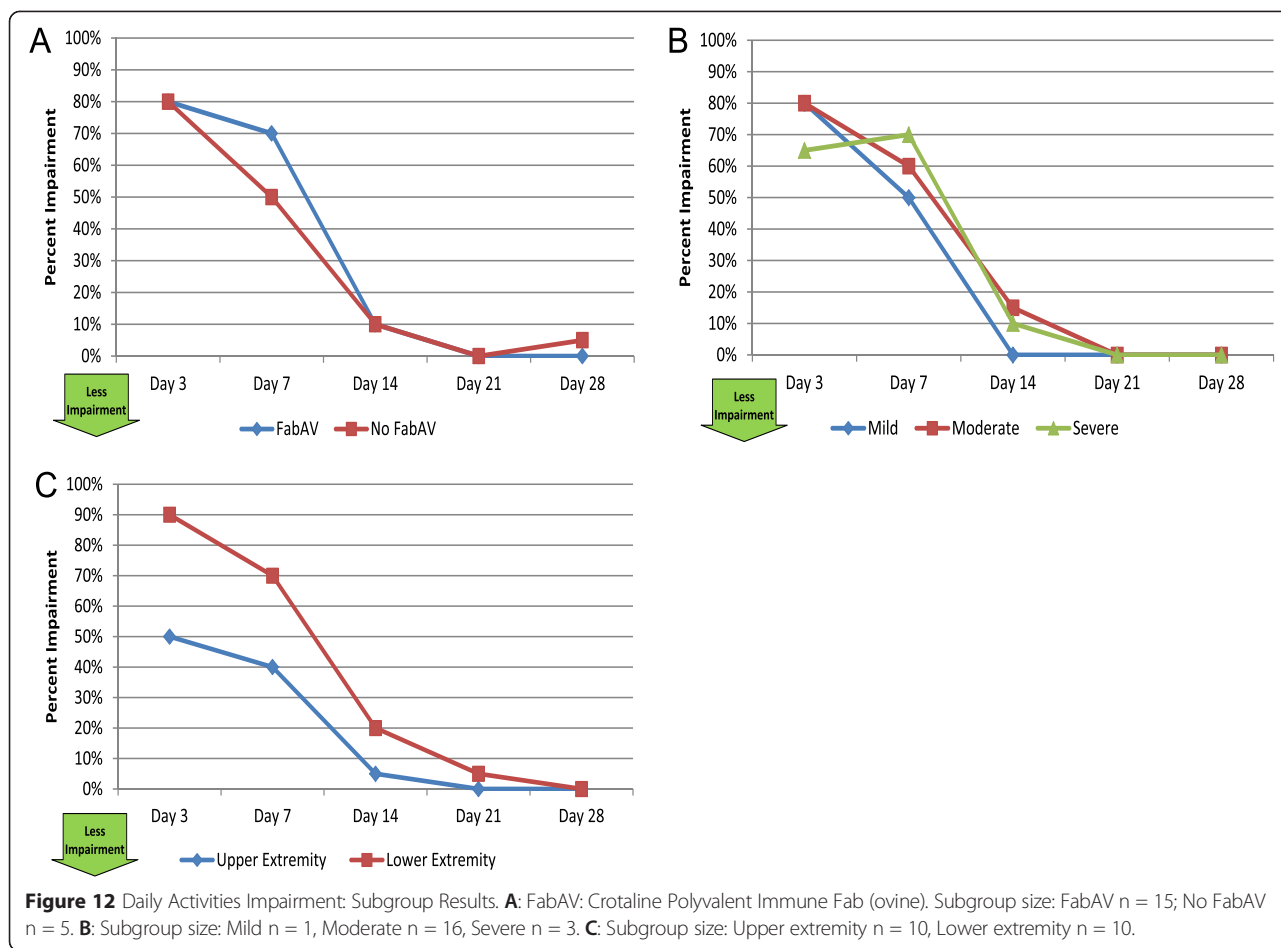 A
100%
90%
80%
70%
60%
50%
40%
30%
20%
10%
0%
Percent Impairment
Day 3 Day 7 Day 14 Day 21 Day 28
Less
Impairment
FabAV No FabAV
B
100%
90%
80%
70%
60%
50%
40%
30%
20%
10%
0%
Percent Impairment
Day 3 Day 7 Day 14 Day 21 Day 28
Less
Impairment
Mild Moderate Severe
C
100%
90%
80%
70%
60%
50%
40%
30%
20%
10%
0%
Percent Impairment
Day 3 Day 7 Day 14 Day 21 Day 28
Less
Impairment
Upper Extremity Lower Extremity
Figure 12 Daily Activities Impairment: Subgroup Results. A: FabAV: Crotaline Polyvalent Immune Fab (ovine). Subgroup size: FabAV n = 15; No FabAV
n = 5. B: Subgroup size: Mild n = 1, Moderate n = 16, Severe n = 3. C: Subgroup size: Upper extremity n = 10, Lower extremity n = 10.